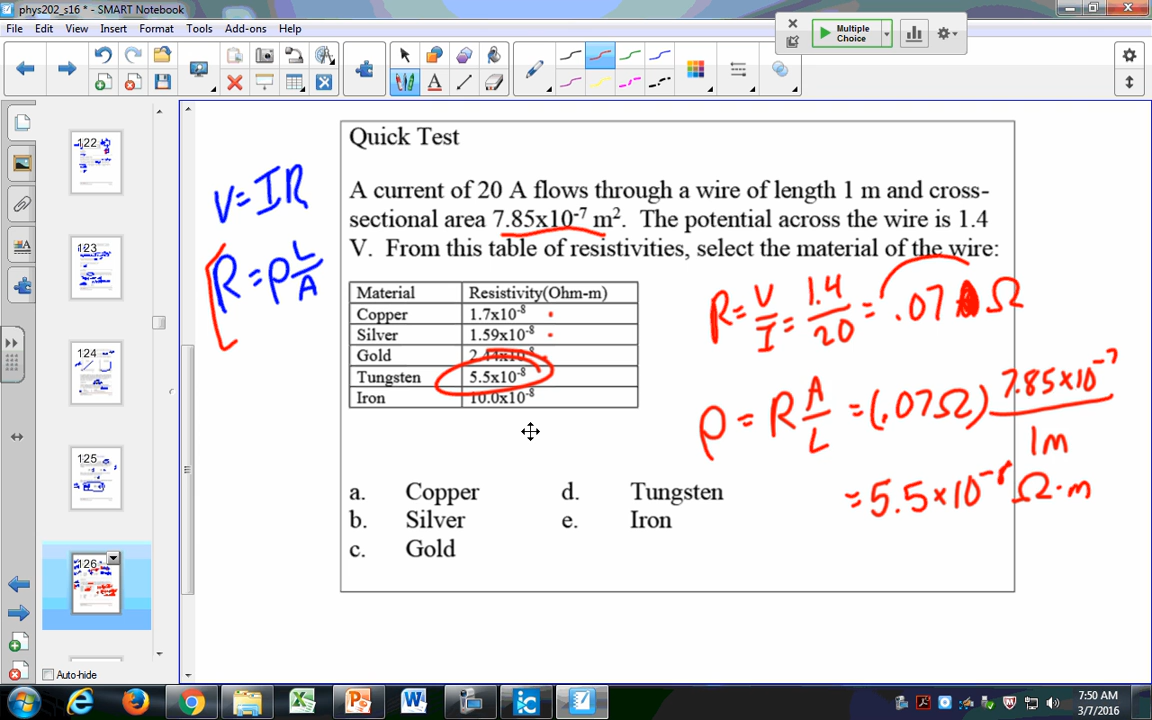 phys202_s16 * - SMART Notebook
File Edit View Insert Format Tools Add-ons Help
Multiple Choice
122
123
124
125
126
Auto-hide
Quick Test
A current of 20 A flows through a wire of length 1 m and cross-
sectional area 7.85x10⁻⁷ m². The potential across the wire is 1.4
V. From this table of resistivities, select the material of the wire:
Material Resistivity(Ohm-m)
Copper 1.7x10⁻⁸
Silver 1.59x10⁻⁸
Gold 2.44x10⁻⁸
Tungsten 5.5x10⁻⁸
Iron 10.0x10⁻⁸
a. Copper d. Tungsten
b. Silver e. Iron
c. Gold
V=IR
R=ρL/A
R=V/I=1.4/20=.07 Ω
ρ=RA/L=(.07Ω)7.85x10⁻⁷/1m
=5.5x10⁻⁸ Ω·m
7:50 AM
3/7/2016